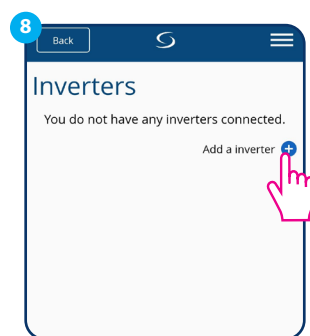 8
Back
Inverters
You do not have any inverters connected.
Add a inverter